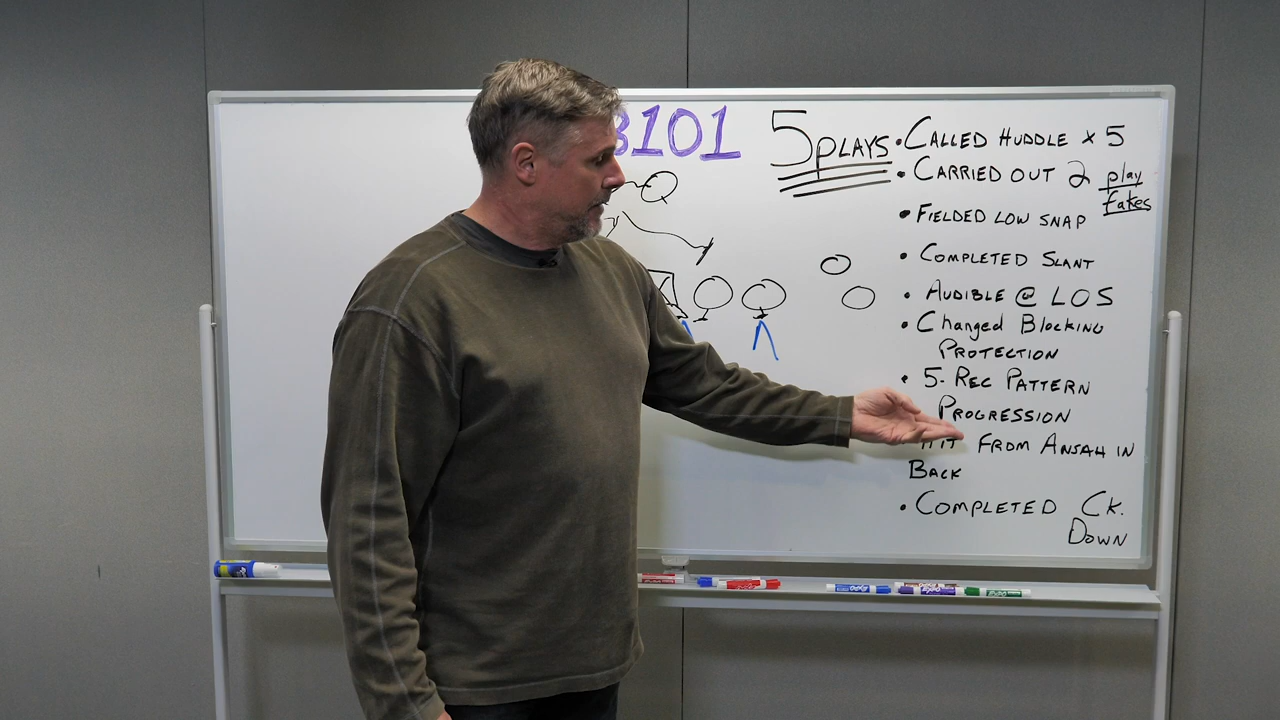 101
5 PLAYS
• CALLED HUDDLE x 5
• CARRIED OUT 2 play
fakes
• FIELDED LOW SNAP
• COMPLETED SLANT
• AUDIBLE @ LOS
• Changed BLOCKING
PROTECTION
• 5-REC PATTERN
PROGRESSION
FROM ANSAH IN
BACK
• COMPLETED CK.
DOWN
Q